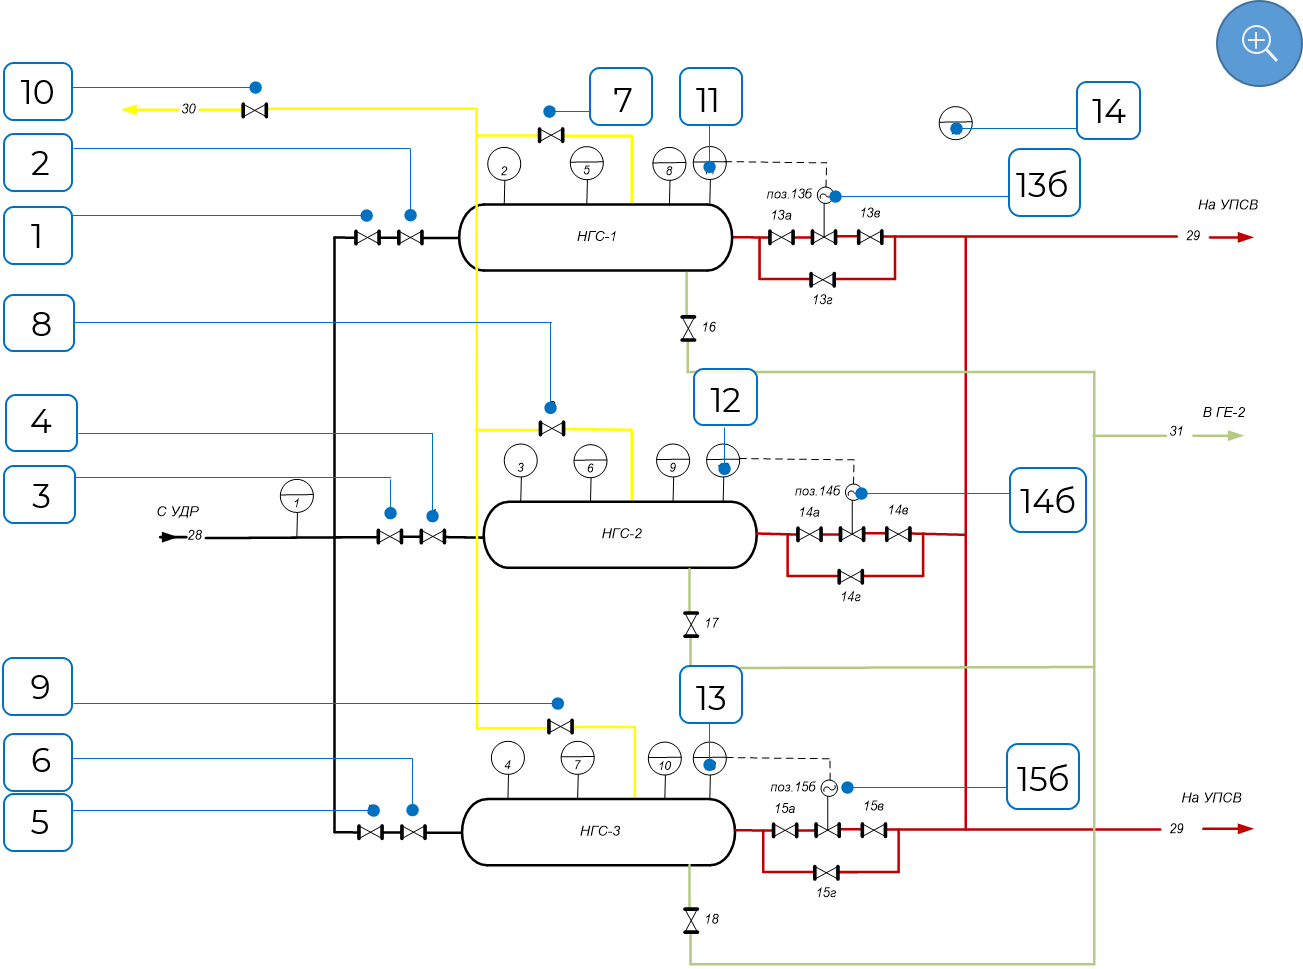 10
30
7
11
14
2
2
5
8
13б
поз.13б
13а
13в
На УПСВ
29
1
НГС-1
13г
8
16
12
В ГЕ-2
31
4
3
6
9
3
1
поз.14б
14а
14в
14б
С УДР
28
НГС-2
14г
17
9
13
4
7
10
6
поз.15б
15а
15в
15б
На УПСВ
29
5
НГС-3
15г
18